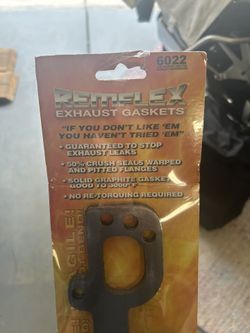 6022
REMFLEX
EXHAUST GASKETS
"IF YOU DON'T LIKE 'EM
YOU HAVEN'T TRIED 'EM"
• GUARANTEED TO STOP
EXHAUST LEAKS
• 50% CRUSH SEALS WARPED
AND PITTED FLANGES
• SOLID GRAPHITE GASKET
GOOD TO 3000°F
• NO RE-TORQUING REQUIRED